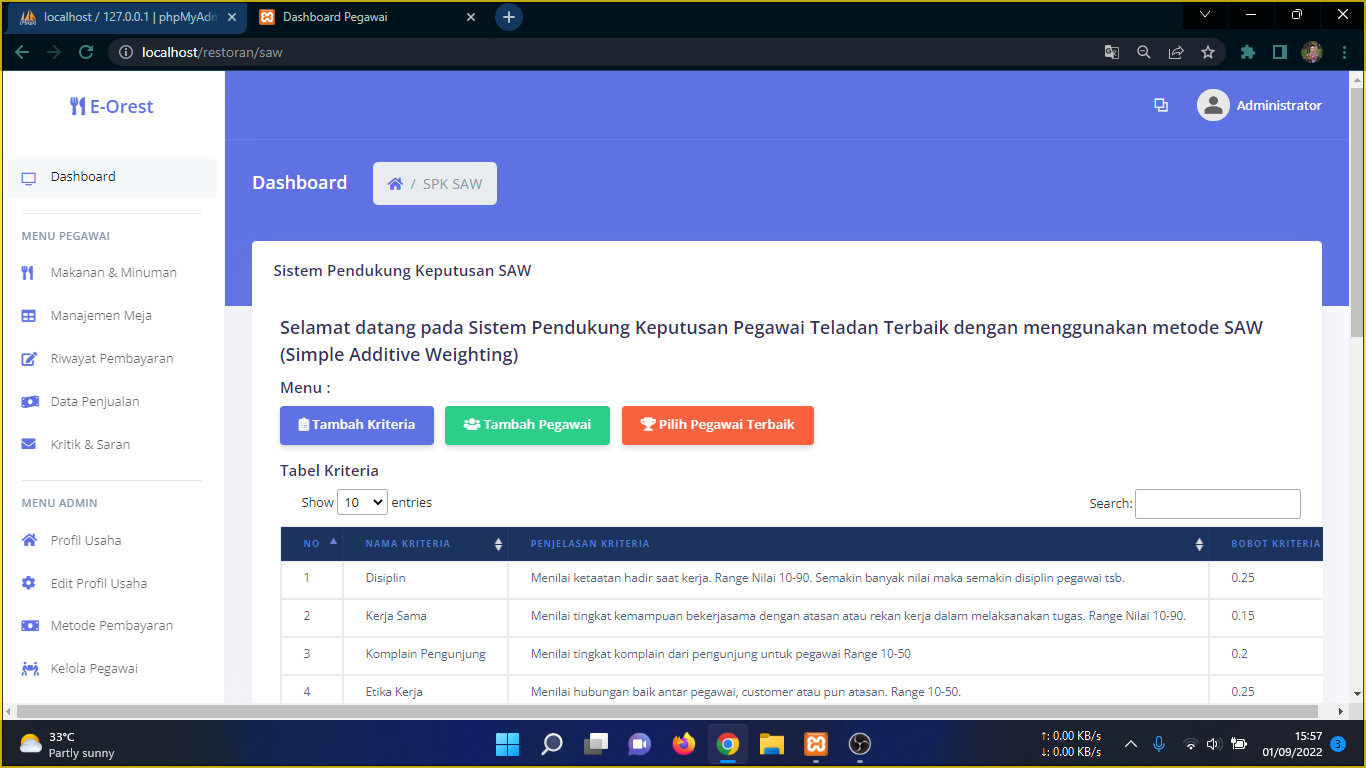 localhost / 127.0.0.1 | phpMyAdm
Dashboard Pegawai
localhost/restoran/saw
E-Orest
Administrator
Dashboard
Dashboard
/ SPK SAW
MENU PEGAWAI
Makanan & Minuman
Manajemen Meja
Riwayat Pembayaran
Data Penjualan
Kritik & Saran
MENU ADMIN
Profil Usaha
Edit Profil Usaha
Metode Pembayaran
Kelola Pegawai
Sistem Pendukung Keputusan SAW
Selamat datang pada Sistem Pendukung Keputusan Pegawai Teladan Terbaik dengan menggunakan metode SAW
(Simple Additive Weighting)
Menu :
Tambah Kriteria Tambah Pegawai Pilih Pegawai Terbaik
Tabel Kriteria
Show 10 entries Search:
NO NAMA KRITERIA PENJELASAN KRITERIA BOBOT KRITERIA
1 Disiplin Menilai ketaatan hadir saat kerja. Range Nilai 10-90. Semakin banyak nilai maka semakin disiplin pegawai tsb. 0.25
2 Kerja Sama Menilai tingkat kemampuan bekerjasama dengan atasan atau rekan kerja dalam melaksanakan tugas. Range Nilai 10-90. 0.15
3 Komplain Pengunjung Menilai tingkat komplain dari pengunjung untuk pegawai Range 10-50 0.2
4 Etika Kerja Menilai hubungan baik antar pegawai, customer atau pun atasan. Range 10-50. 0.25
33°C
Partly sunny
↑: 0.00 KB/s
↓: 0.00 KB/s
15:57
01/09/2022
3